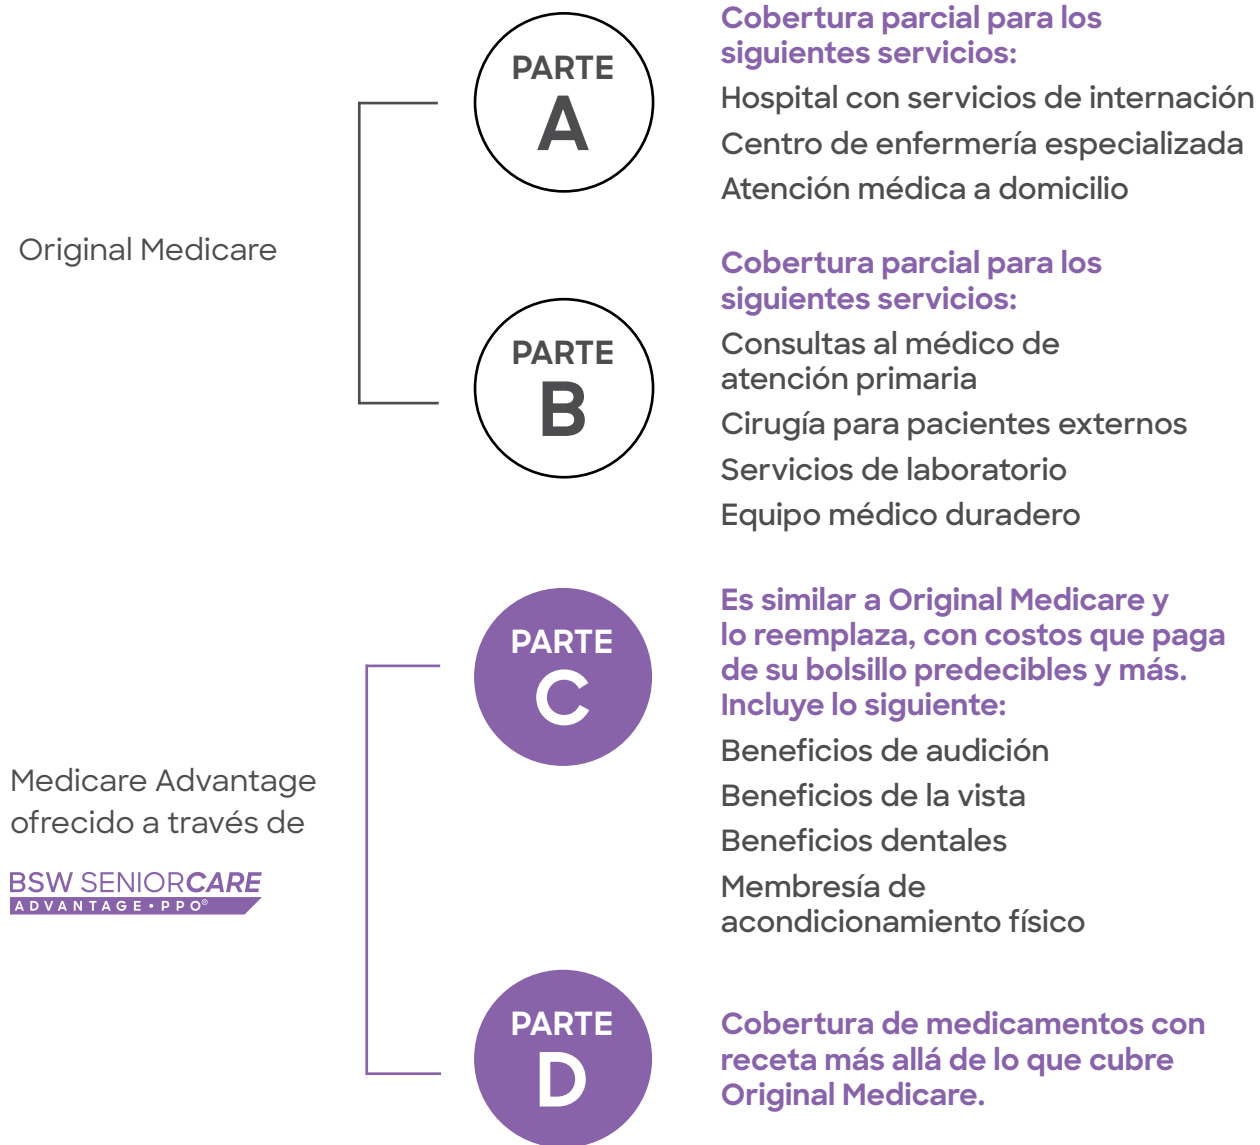 Original Medicare
PARTE
A
Cobertura parcial para los
siguientes servicios:
Hospital con servicios de internación
Centro de enfermería especializada
Atención médica a domicilio
PARTE
B
Cobertura parcial para los
siguientes servicios:
Consultas al médico de
atención primaria
Cirugía para pacientes externos
Servicios de laboratorio
Equipo médico duradero
Medicare Advantage
ofrecido a través de
BSW SENIORCARE
ADVANTAGE • PPO®
PARTE
C
Es similar a Original Medicare y
lo reemplaza, con costos que paga
de su bolsillo predecibles y más.
Incluye lo siguiente:
Beneficios de audición
Beneficios de la vista
Beneficios dentales
Membresía de
acondicionamiento físico
PARTE
D
Cobertura de medicamentos con
receta más allá de lo que cubre
Original Medicare.